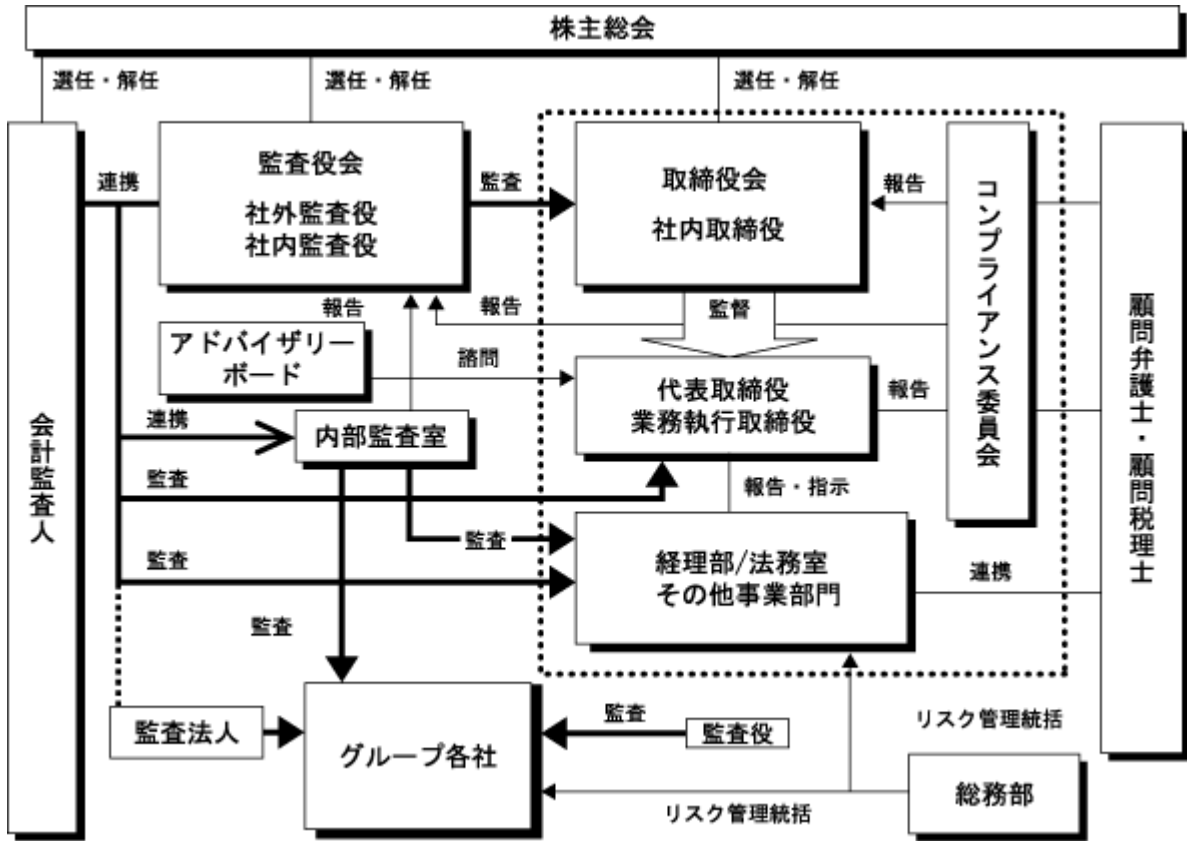 株主総会
選任・解任
選任・解任
選任・解任
連携
監査役会
社外監査役
社内監査役
監査
取締役会
社内取締役
報告
コンプライアンス委員会
顧問弁護士・顧問税理士
会計監査人
報告
報告
監督
アドバイザリー
ボード
諮問
代表取締役
業務執行取締役
報告
連携
内部監査室
監査
報告・指示
監査
監査
経理部/法務室
その他事業部門
連携
監査
監査法人
グループ各社
監査
監査役
リスク管理統括
リスク管理統括
総務部